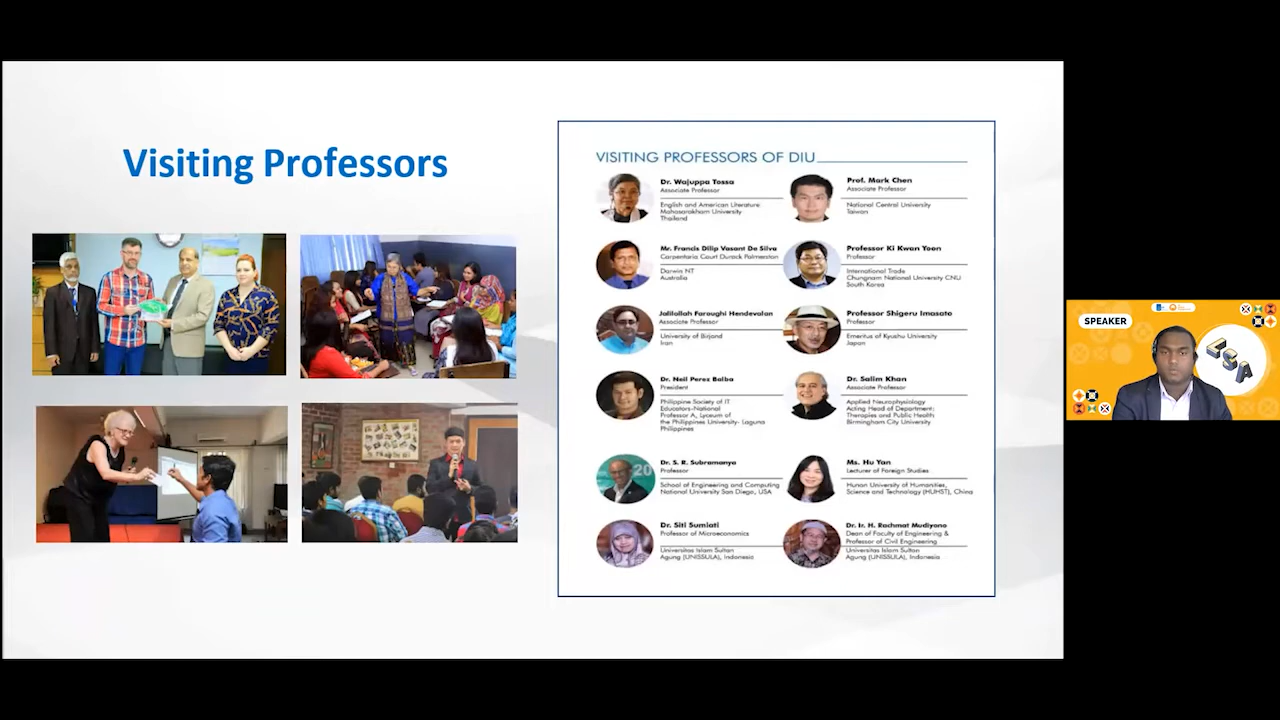 Visiting Professors
VISITING PROFESSORS OF DIU
Dr. Wajuppa Tossa
Associate Professor
English and American Literature
Mahasarakham University
Thailand
Prof. Mark Chen
Associate Professor
National Central University
Taiwan
Mr. Francis Dilip Vasant De Silva
Carpentaria Court Durack Palmerston
Darwin NT
Australia
Professor Ki Kwan Yoon
Professor
International Trade
Chungnam National University CNU
South Korea
Jalilollah Faroughi Hendevalan
Associate Professor
University of Birjand
Iran
Professor Shigeru Imasato
Professor
Emeritus of Kyushu University
Japan
Dr. Neil Perez Balba
President
Philippine Society of IT
Educators-National
Professor A, Lyceum of
the Philippines University- Laguna
Philippines
Dr. Salim Khan
Associate Professor
Applied Neurophysiology
Acting Head of Department:
Therapies and Public Health
Birmingham City University
Dr. S. R. Subramanya
Professor
School of Engineering and Computing
National University San Diego, USA
Ms. Hu Yan
Lecturer of Foreign Studies
Hunan University of Humanities,
Science and Technology (HUHST), China
Dr. Siti Sumiati
Professor of Microeconomics
Universitas Islam Sultan
Agung (UNISSULA), Indonesia
Dr. Ir. H. Rachmat Mudiyono
Dean of Faculty of Engineering &
Professor of Civil Engineering
Universitas Islam Sultan
Agung (UNISSULA), Indonesia
20
SPEAKER